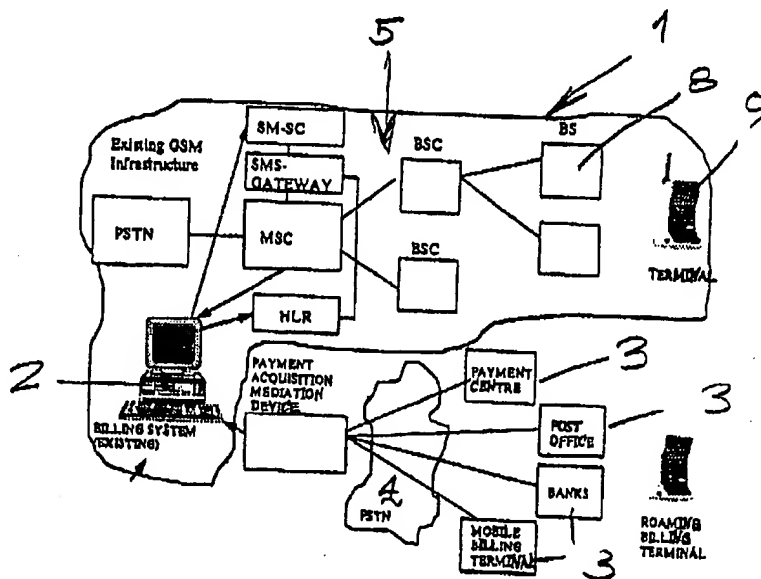 5
1
8
9
SM-SC
BS
Existing GSM
Infrastructure
BSC
SMS-
GATEWAY
PSTN
MSC
BSC
TERMINAL
HLR
2
PAYMENT
ACQUISITION
MEDIATION
DEVICE
PAYMENT
CENTRE
3
BILLING SYSTEM
(EXISTING)
POST
OFFICE
3
4
PSTN
BANKS
MOBILE
BILLING
TERMINAL
3
ROAMING
BILLING
TERMINAL